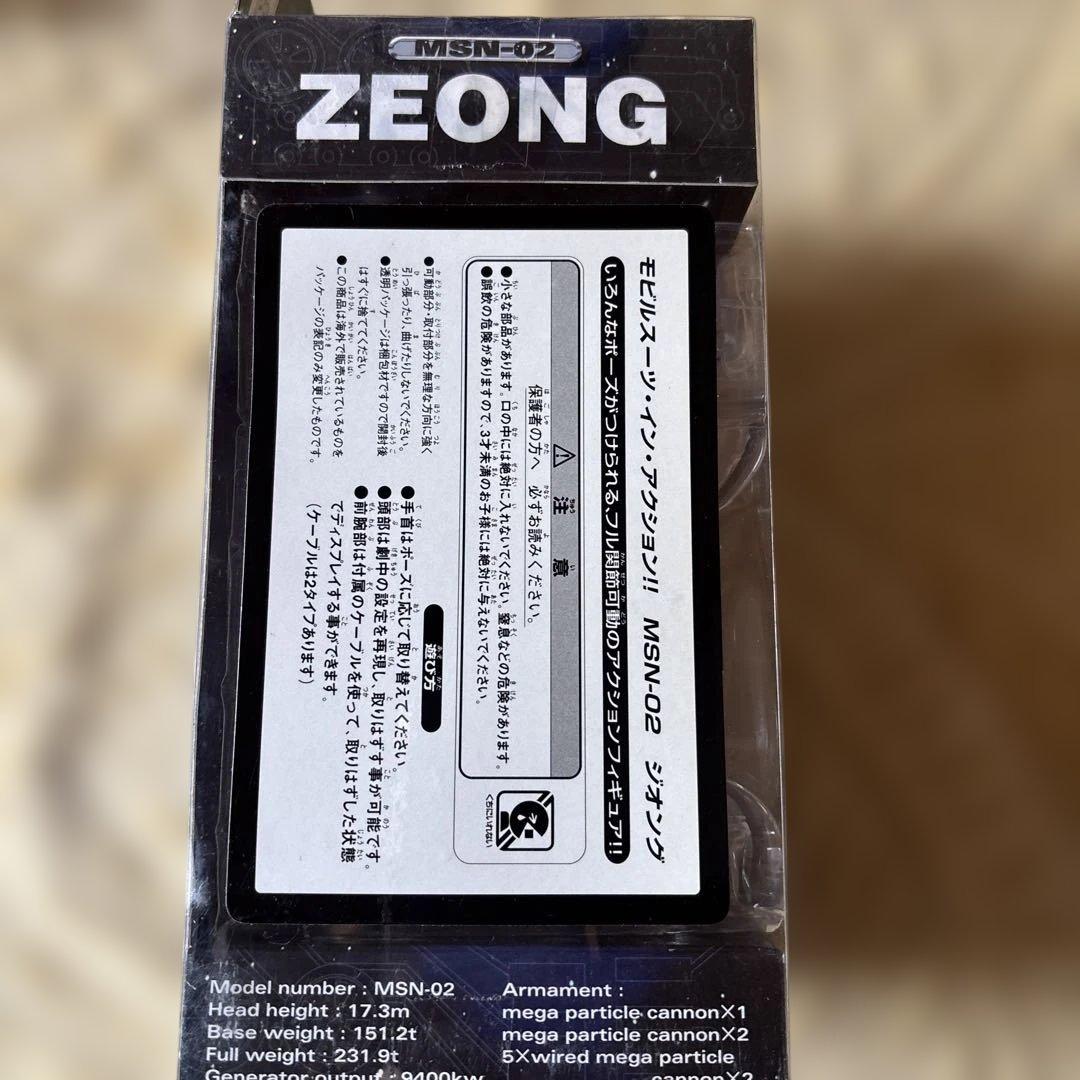 MSN-02
ZEONG
モビルスーツ・イン・アクション!! MSN-02 ジオング
いろんなポーズがつけられる、フル関節可動のアクションフィギュア!!
⚠ 注意
保護者の方へ 必ずお読みください。
●小さな部品があります。口の中には絶対に入れないでください。窒息などの危険があります。
●誤飲の危険がありますので、3才未満のお子様には絶対に与えないでください。
くちにいれない
●可動部分・取付部分を無理な方向に強く
引っ張ったり、曲げたりしないでください。
●透明パッケージは梱包材ですので開封後
はすぐに捨ててください。
●この商品は海外で販売されているものを
パッケージの表記のみ変更したものです。
遊び方
●手首はポーズに応じて取り替えてください。
●頭部は劇中の設定を再現し、取りはずす事が可能です。
●前腕部は付属のケーブルを使って、取りはずした状態
でディスプレイする事ができます。
(ケーブルは2タイプあります)
Model number : MSN-02
Head height : 17.3m
Base weight : 151.2t
Full weight : 231.9t
Generator output : 9400kw
Armament :
mega particle cannon×1
mega particle cannon×2
5×wired mega particle
cannon×2